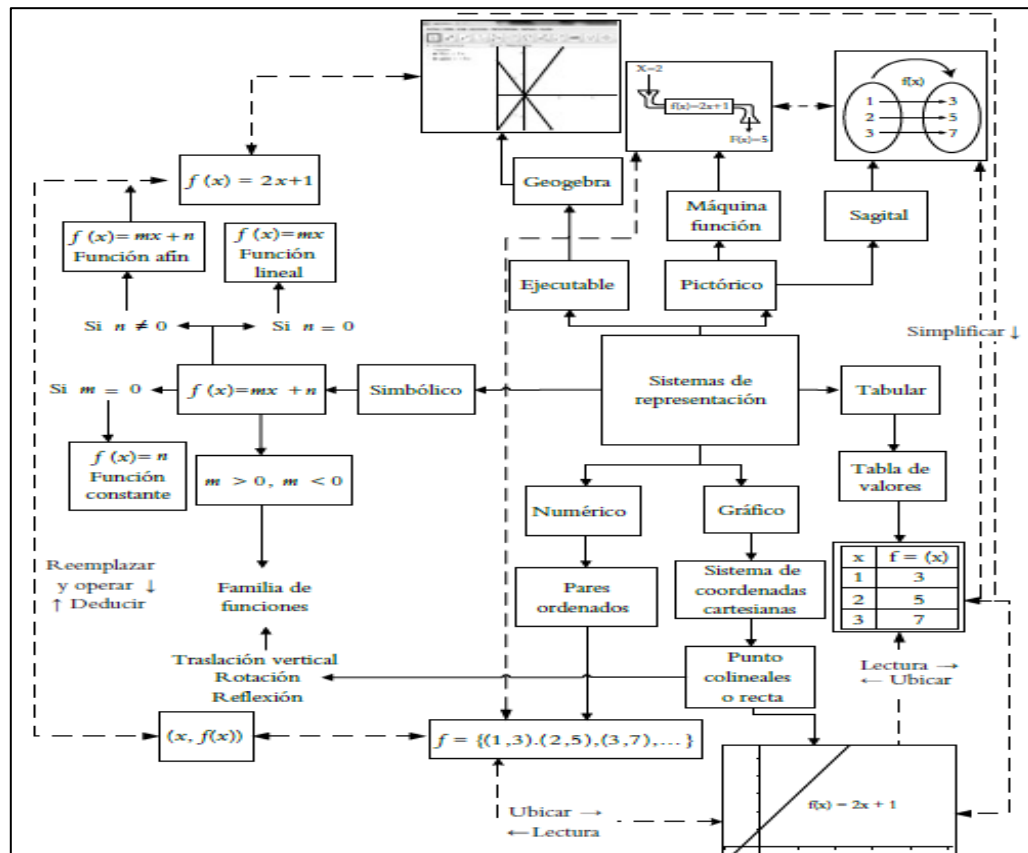 X=2
f(x)=2x+1
F(x)=5
f(x)
1 3
2 5
3 7
f (x) = 2x+1
Geogebra
Máquina
función
Sagital
f (x)= mx + n
Función afín
f (x)= mx
Función
lineal
Ejecutable
Pictórico
Si n ≠ 0
Si n = 0
Simplificar ↓
Si m = 0
f (x)=mx + n
Simbólico
Sistemas de
representación
Tabular
f (x)= n
Función
constante
m > 0, m < 0
Tabla de
valores
Numérico
Gráfico
x f = (x)
1 3
2 5
3 7
Reemplazar
y operar ↓
↑ Deducir
Familia de
funciones
Pares
ordenados
Sistema de
coordenadas
cartesianas
Traslación vertical
Rotación
Reflexión
Punto
colineales
o recta
Lectura →
← Ubicar
(x, f(x))
f = {(1,3).(2,5),(3,7),... }
Ubicar →
← Lectura
f(x) = 2x + 1